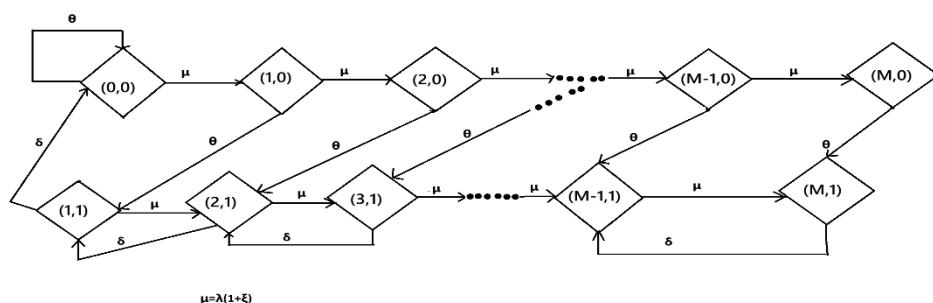 θ
(0,0) μ (1,0) μ (2,0) μ μ (M-1,0) μ (M,0)
δ θ θ θ θ θ
(1,1) μ (2,1) μ (3,1) μ μ (M-1,1) μ (M,1)
δ δ δ
μ=λ(1+ξ)